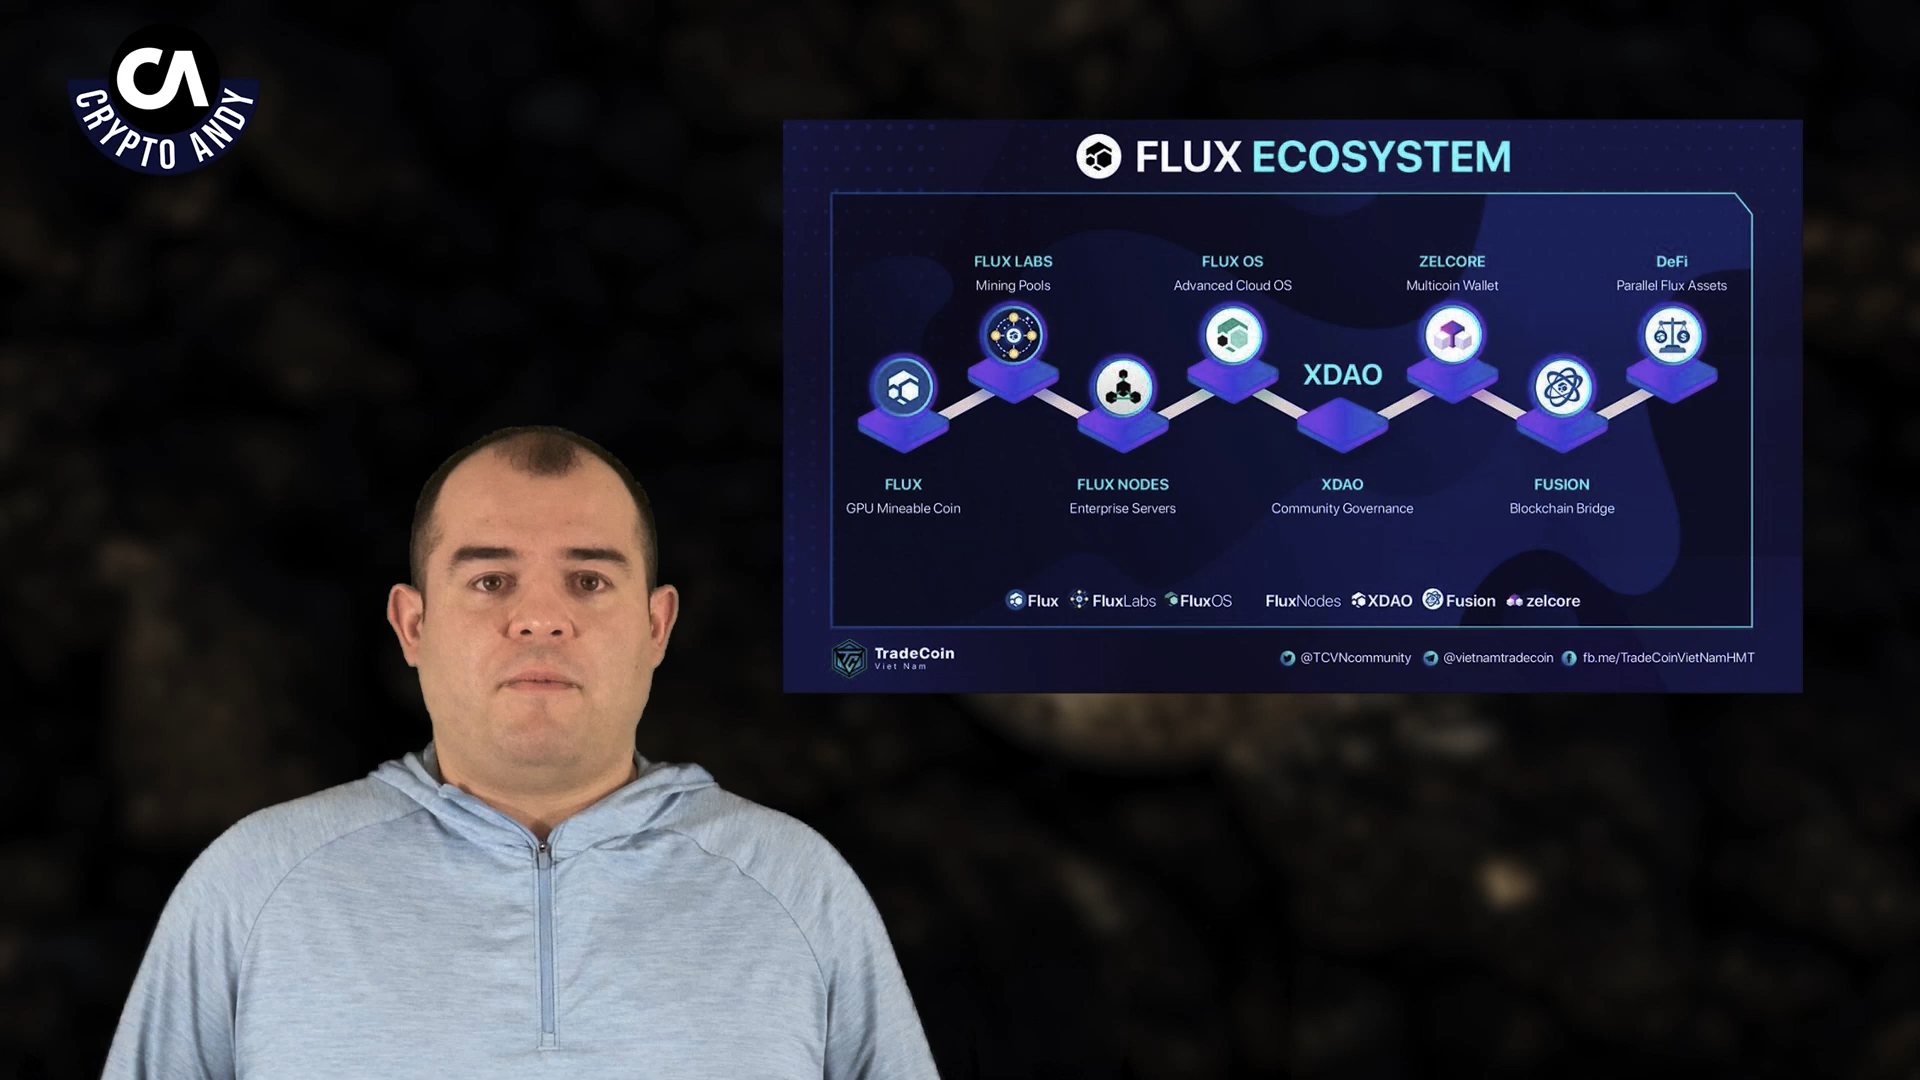 CA
CRYPTO ANDY
FLUX ECOSYSTEM
FLUX LABS
Mining Pools
FLUX OS
Advanced Cloud OS
ZELCORE
Multicoin Wallet
DeFi
Parallel Flux Assets
XDAO
FLUX
GPU Mineable Coin
FLUX NODES
Enterprise Servers
XDAO
Community Governance
FUSION
Blockchain Bridge
Flux FluxLabs FluxOS FluxNodes XDAO Fusion zelcore
TradeCoin
Viet Nam
@TCVNcommunity @vietnamtradecoin fb.me/TradeCoinVietNamHMT